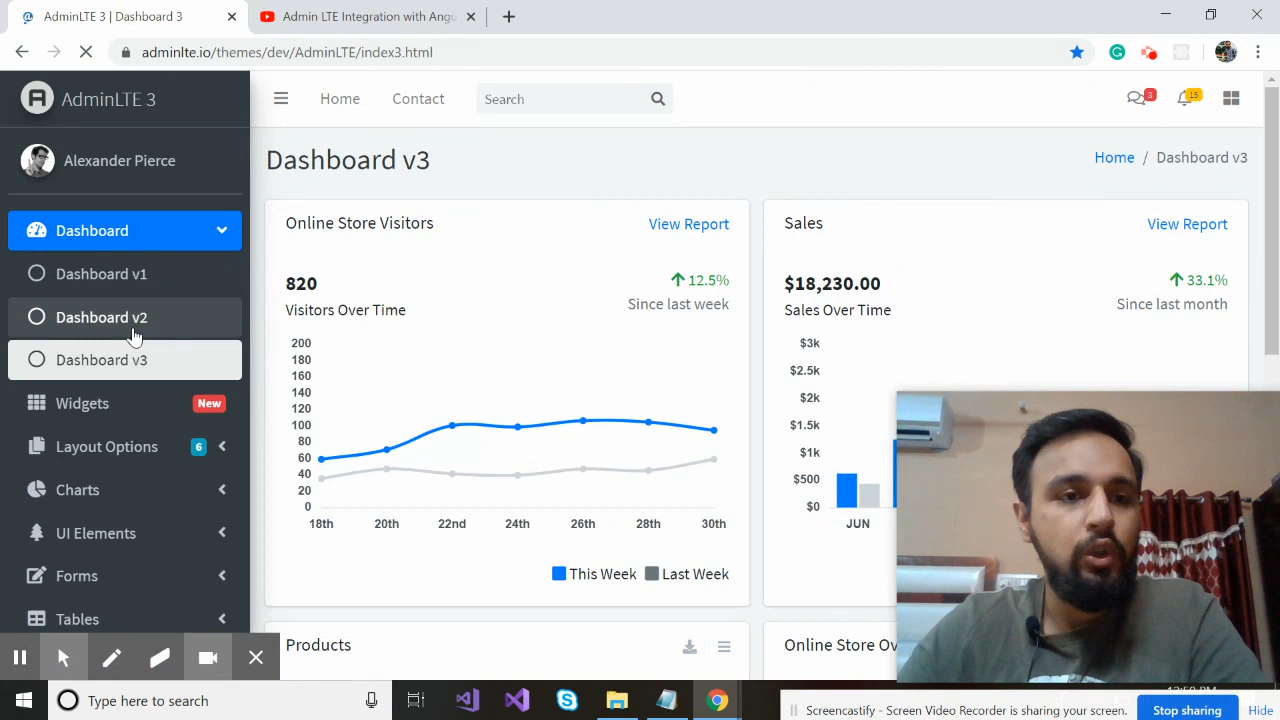 AdminLTE 3 | Dashboard 3
Admin LTE Integration with Angu
adminlte.io/themes/dev/AdminLTE/index3.html
AdminLTE 3
Home
Contact
Search
3
15
Alexander Pierce
Dashboard v3
Home / Dashboard v3
Dashboard
Dashboard v1
Dashboard v2
Dashboard v3
Widgets
New
Layout Options
6
Charts
UI Elements
Forms
Tables
Online Store Visitors
View Report
820
12.5%
Visitors Over Time
Since last week
200
180
160
140
120
100
80
60
40
20
0
18th 20th 22nd 24th 26th 28th 30th
This Week Last Week
Sales
View Report
$18,230.00
33.1%
Sales Over Time
Since last month
$3k
$2.5k
$2k
$1.5k
$1k
$500
$0
JUN
Products
Online Store Ov
Type here to search
Screencastify - Screen Video Recorder is sharing your screen.
Stop sharing
Hide